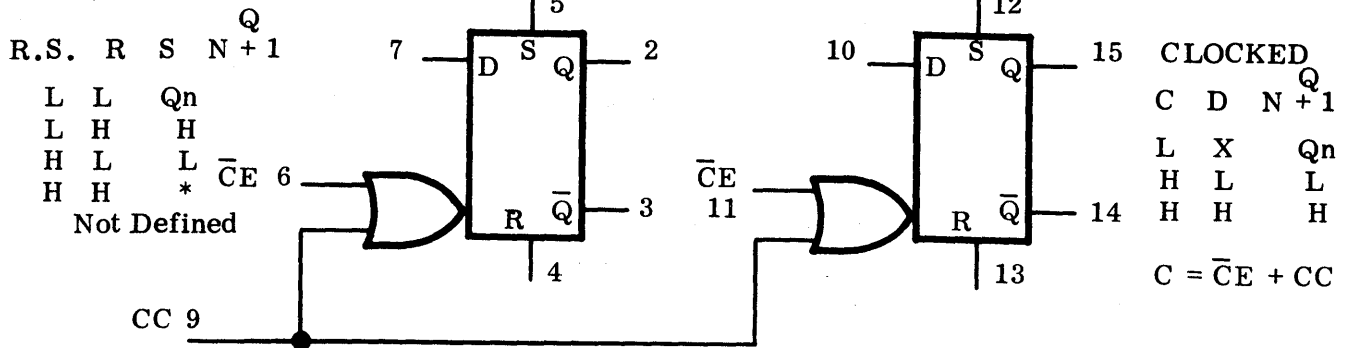 R.S. R S N Q + 1
L L Qn
L H H
H L L
H H *
Not Defined
5
7
D S Q
2
C̅E 6
R Q̅
3
4
CC 9
12
10
D S Q
15
C̅E
11
R Q̅
14
13
CLOCKED
C D N Q + 1
L X Qn
H L L
H H H
C = C̅E + CC